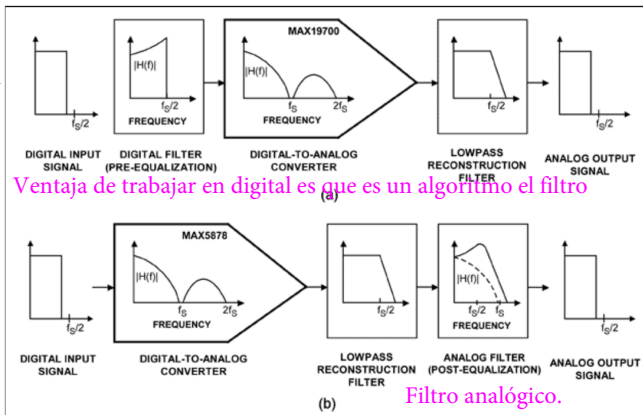 MAX19700
|H(f)|
|H(f)|
fS/2
fS/2
fS
2fS
fS/2
fS/2
FREQUENCY
FREQUENCY
DIGITAL INPUT
SIGNAL
DIGITAL FILTER
(PRE-EQUALIZATION)
DIGITAL-TO-ANALOG
CONVERTER
LOWPASS
RECONSTRUCTION
FILTER
ANALOG OUTPUT
SIGNAL
Ventaja de trabajar en digital es que es un algoritmo el filtro
(a)
MAX5878
|H(f)|
|H(f)|
fS/2
fS
2fS
fS/2
fS/2
fS
fS/2
FREQUENCY
FREQUENCY
DIGITAL INPUT
SIGNAL
DIGITAL-TO-ANALOG
CONVERTER
LOWPASS
RECONSTRUCTION
FILTER
ANALOG FILTER
(POST-EQUALIZATION)
ANALOG OUTPUT
SIGNAL
Filtro analógico.
(b)